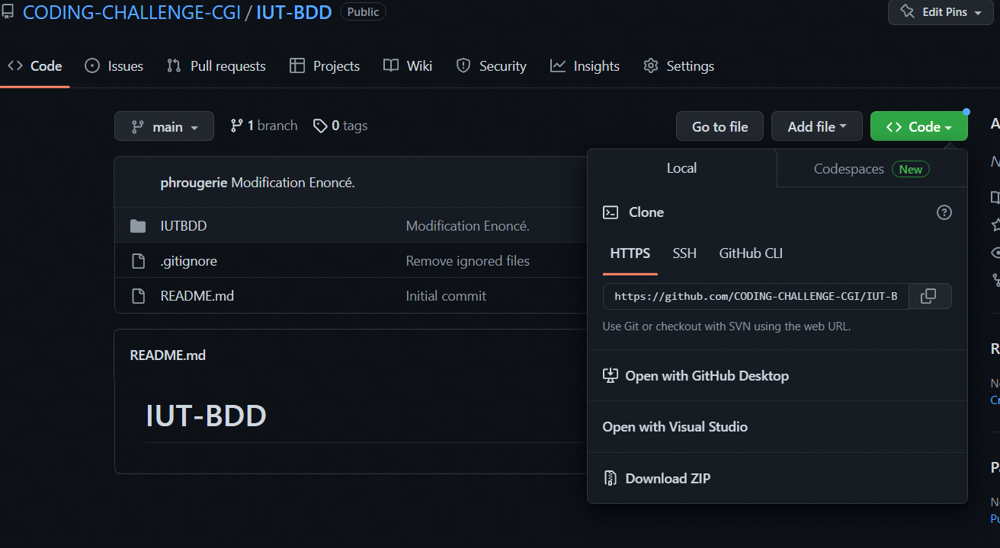 CODING-CHALLENGE-CGI / IUT-BDD Public
Edit Pins
Code Issues Pull requests Projects Wiki Security Insights Settings
main 1 branch 0 tags
Go to file Add file Code
phrougerie Modification Enoncé.
IUTBDD Modification Enoncé.
.gitignore Remove ignored files
README.md Initial commit
README.md
IUT-BDD
Local Codespaces New
Clone
HTTPS SSH GitHub CLI
https://github.com/CODING-CHALLENGE-CGI/IUT-B
Use Git or checkout with SVN using the web URL.
Open with GitHub Desktop
Open with Visual Studio
Download ZIP